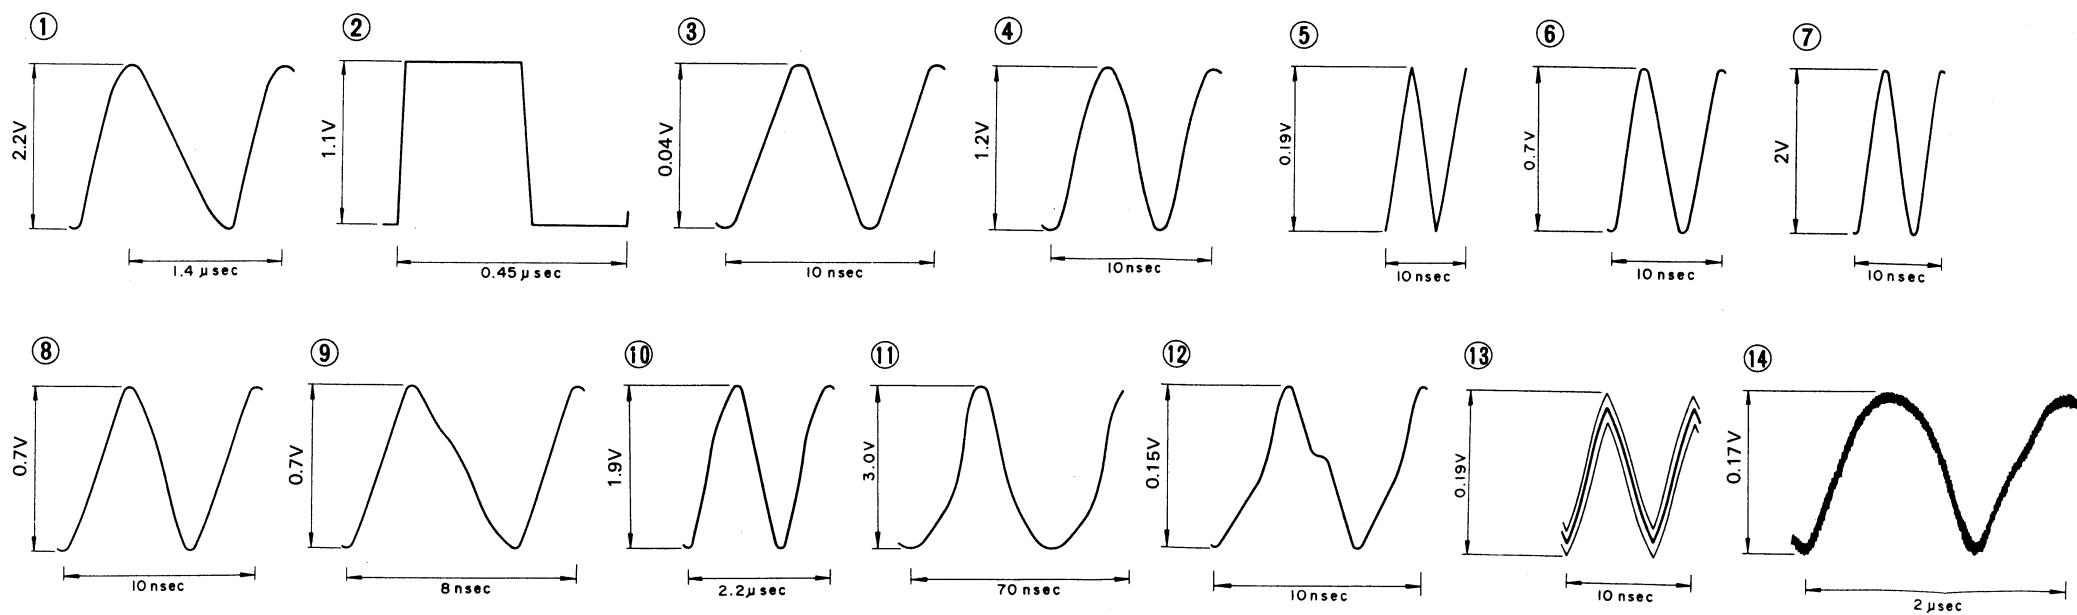 ① ② ③ ④ ⑤ ⑥ ⑦
2.2V 1.1V 0.04V 1.2V 0.19V 0.7V 2V
1.4 μsec 0.45μsec 10 nsec 10nsec 10nsec 10nsec 10nsec
⑧ ⑨ ⑩ ⑪ ⑫ ⑬ ⑭
0.7V 0.7V 1.9V 3.0V 0.15V 0.19V 0.17V
10nsec 8nsec 2.2μsec 70 nsec 10nsec 10 nsec 2 μsec